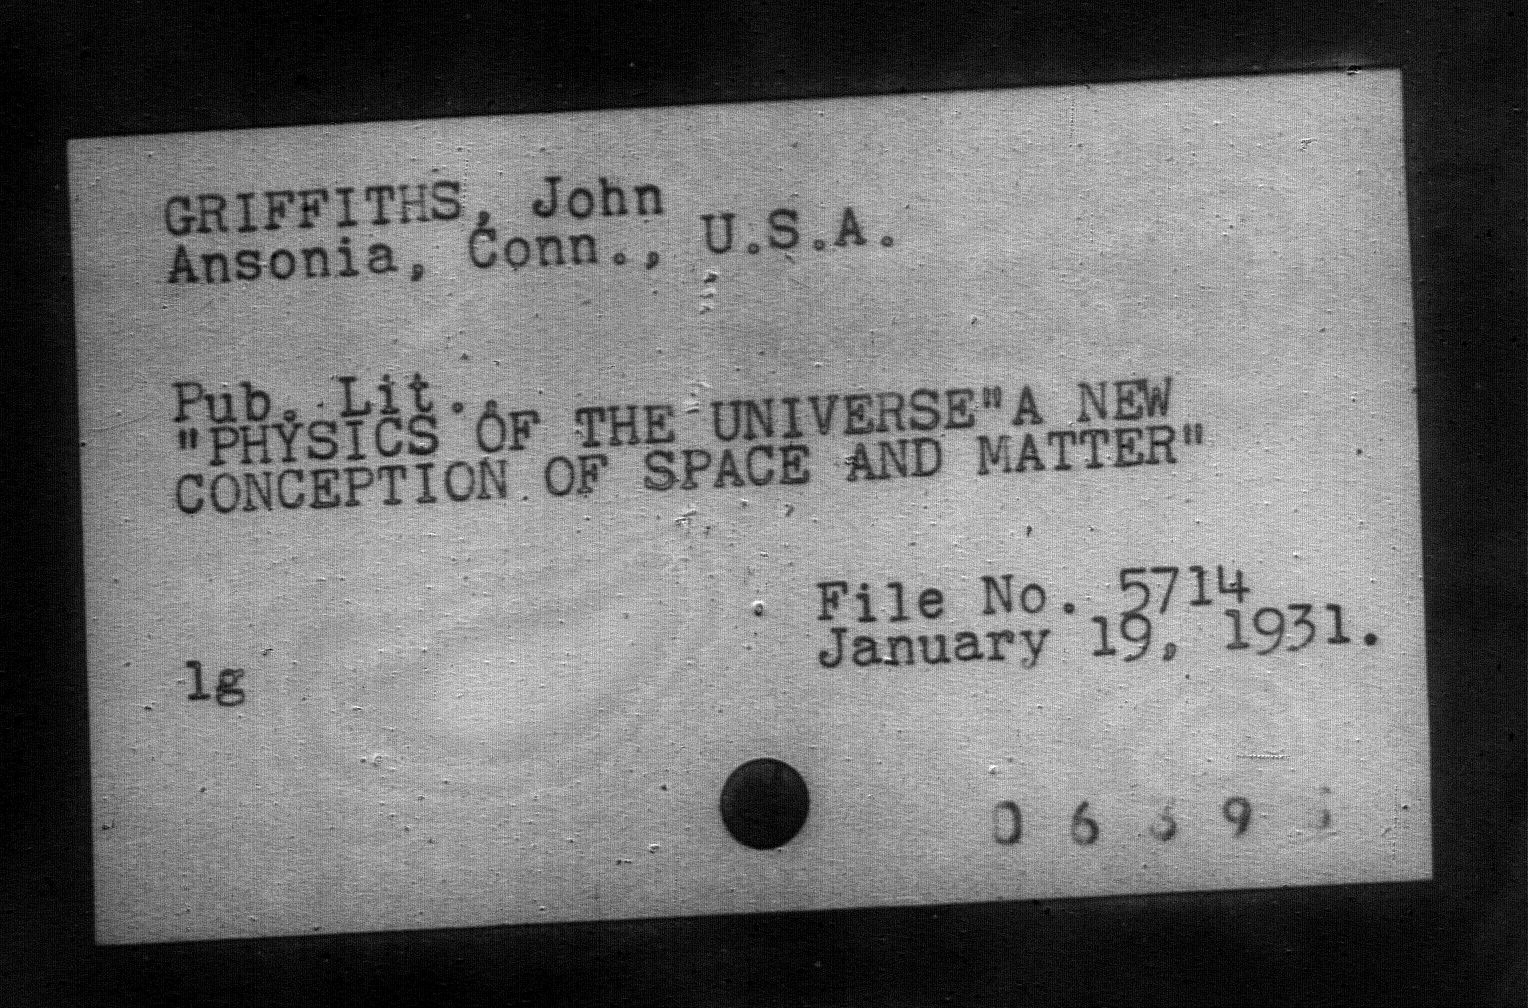 GRIFFITHS, John
Ansonia, Conn., U.S.A.
Pub. Lit.
"PHYSICS OF THE UNIVERSE"A NEW
CONCEPTION OF SPACE AND MATTER"
File No. 5714
January 19, 1931.
lg